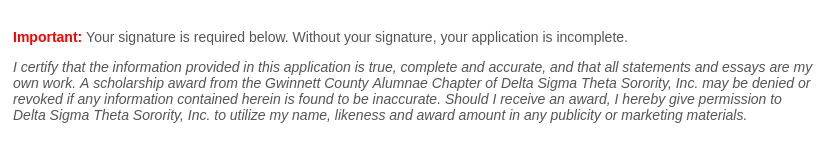 Important: Your signature is required below. Without your signature, your application is incomplete.
I certify that the information provided in this application is true, complete and accurate, and that all statements and essays are my
own work. A scholarship award from the Gwinnett County Alumnae Chapter of Delta Sigma Theta Sorority, Inc. may be denied or
revoked if any information contained herein is found to be inaccurate. Should I receive an award, I hereby give permission to
Delta Sigma Theta Sorority, Inc. to utilize my name, likeness and award amount in any publicity or marketing materials.